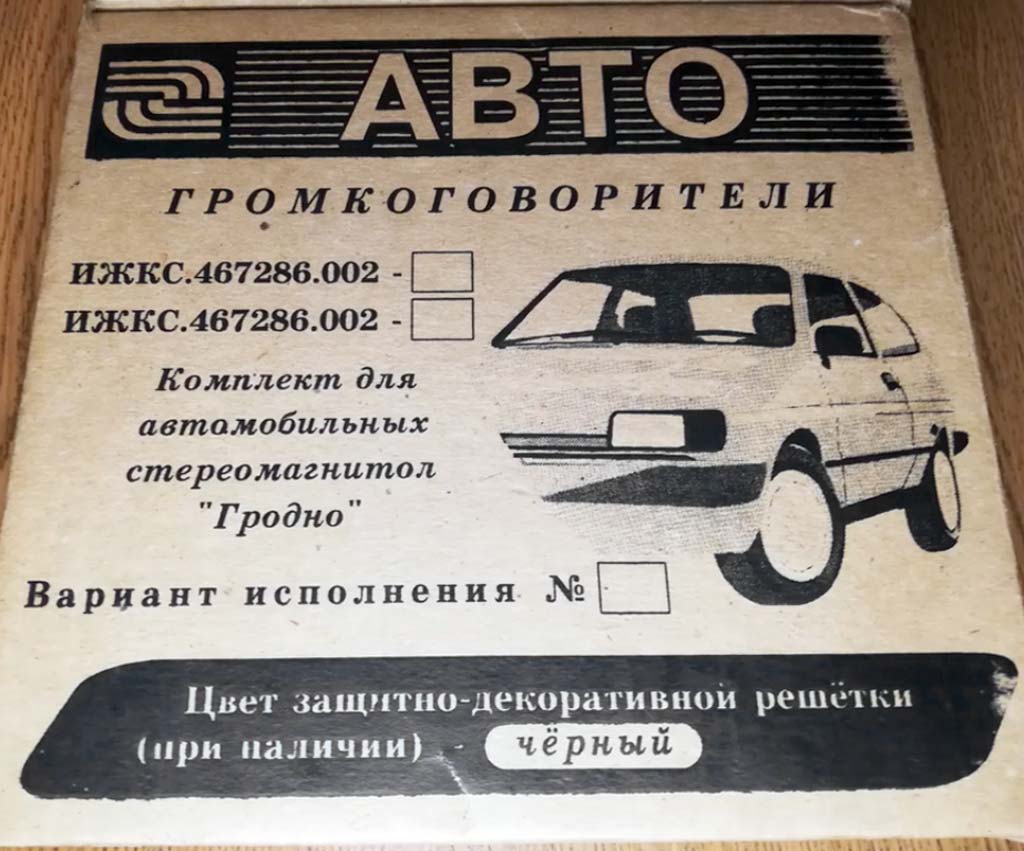 АВТО
ГРОМКОГОВОРИТЕЛИ
ИЖКС.467286.002 -
ИЖКС.467286.002 -
Комплект для
автомобильных
стереомагнитол
"Гродно"
Вариант исполнения №
Цвет защитно-декоративной решётки
(при наличии) - чёрный